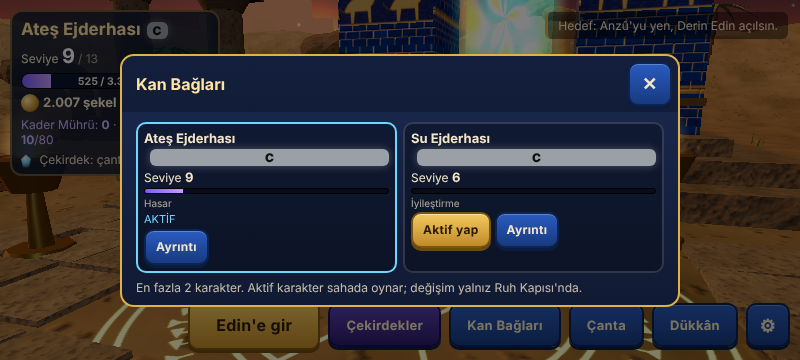 Ateş Ejderhası C
Seviye 9 / 13
525 / 3.3
2.007 şekel
Kader Mührü: 0 ·
10/80
Çekirdek: çant
Hedef: Anzû'yu yen, Derin Edin açılsın.
Kan Bağları
×
Ateş Ejderhası
C
Seviye 9
Hasar
AKTİF
Ayrıntı
Su Ejderhası
C
Seviye 6
İyileştirme
Aktif yap
Ayrıntı
En fazla 2 karakter. Aktif karakter sahada oynar; değişim yalnız Ruh Kapısı'nda.
Edin'e gir
Çekirdekler
Kan Bağları
Çanta
Dükkân